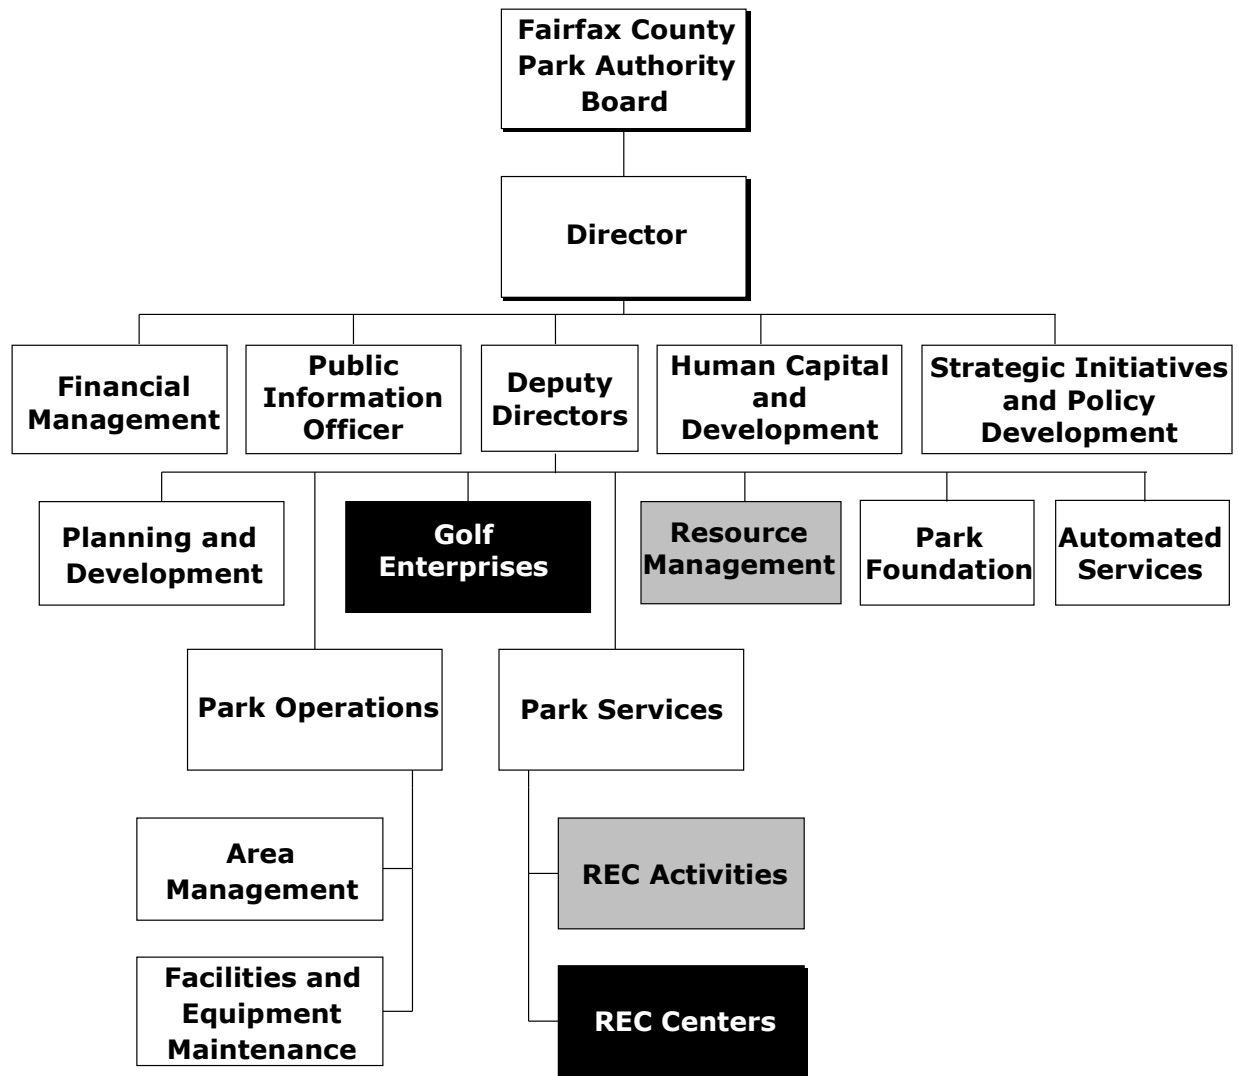 Fairfax County
Park Authority
Board
Director
Financial
Management
Public
Information
Officer
Deputy
Directors
Human Capital
and
Development
Strategic Initiatives
and Policy
Development
Planning and
Development
Golf
Enterprises
Resource
Management
Park
Foundation
Automated
Services
Park Operations
Park Services
Area
Management
REC Activities
Facilities and
Equipment
Maintenance
REC Centers